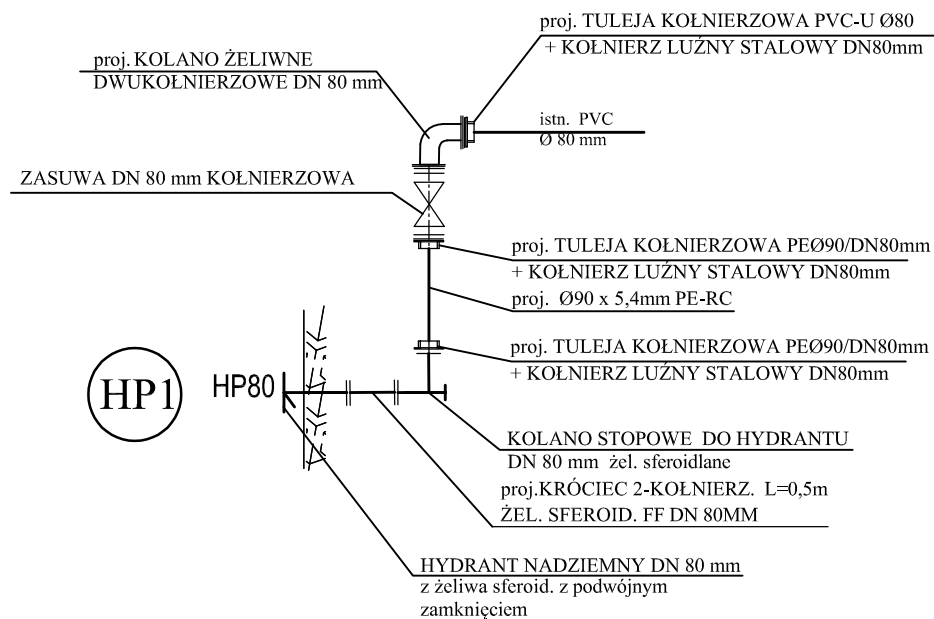 proj. TULEJA KOŁNIERZOWA PVC-U Ø80
+ KOŁNIERZ LUŹNY STALOWY DN80mm
proj. KOLANO ŻELIWNE
DWUKOŁNIERZOWE DN 80 mm
istn. PVC
Ø 80 mm
ZASUWA DN 80 mm KOŁNIERZOWA
proj. TULEJA KOŁNIERZOWA PEØ90/DN80mm
+ KOŁNIERZ LUŹNY STALOWY DN80mm
proj. Ø90 x 5,4mm PE-RC
proj. TULEJA KOŁNIERZOWA PEØ90/DN80mm
+ KOŁNIERZ LUŹNY STALOWY DN80mm
HP1
HP80
KOLANO STOPOWE DO HYDRANTU
DN 80 mm żel. sferoidlane
proj.KRÓCIEC 2-KOŁNIERZ. L=0,5m
ŻEL. SFEROID. FF DN 80MM
HYDRANT NADZIEMNY DN 80 mm
z żeliwa sferoid. z podwójnym
zamknięciem